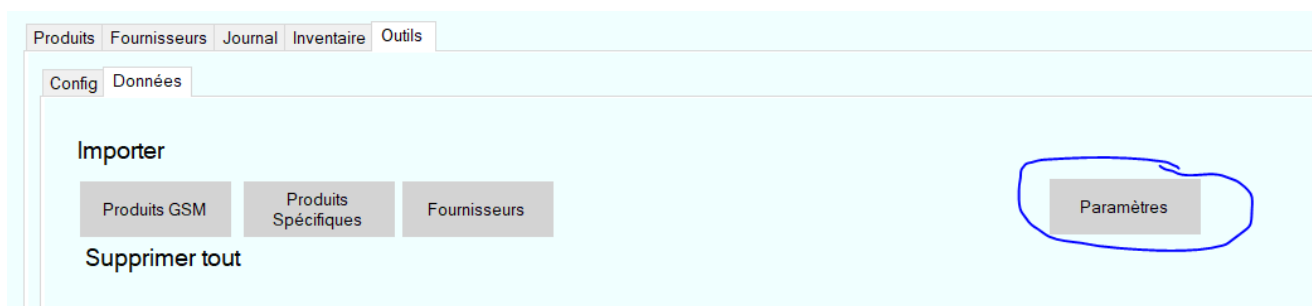 Produits Fournisseurs Journal Inventaire Outils
Config Données
Importer
Produits GSM
Produits
Spécifiques
Fournisseurs
Paramètres
Supprimer tout